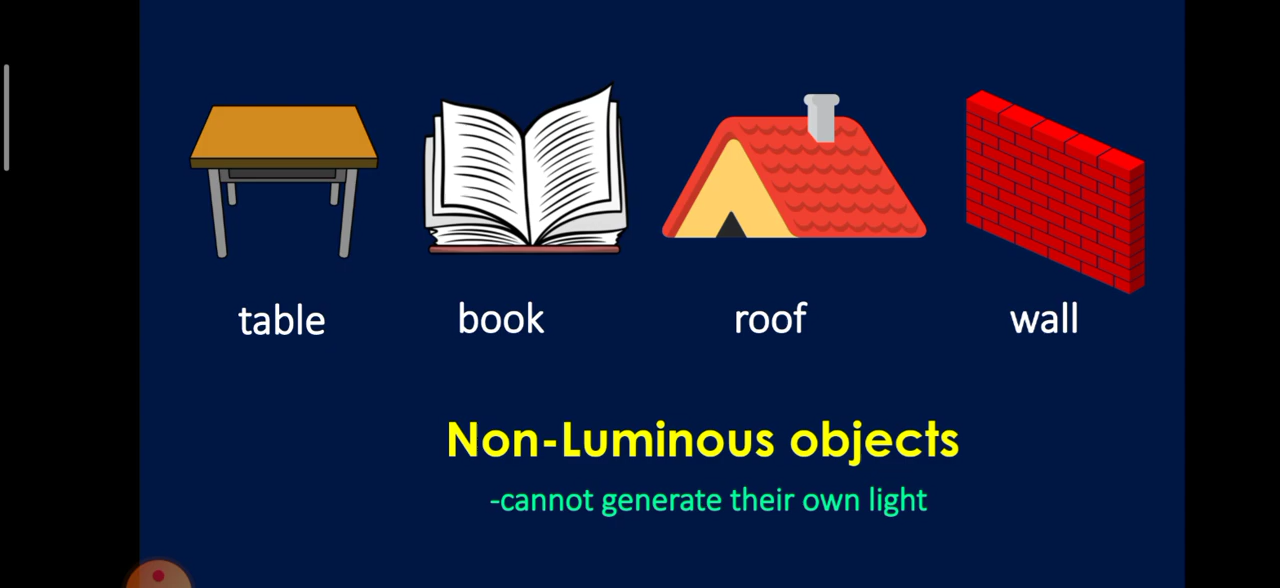 table book roof wall
Non-Luminous objects
-cannot generate their own light